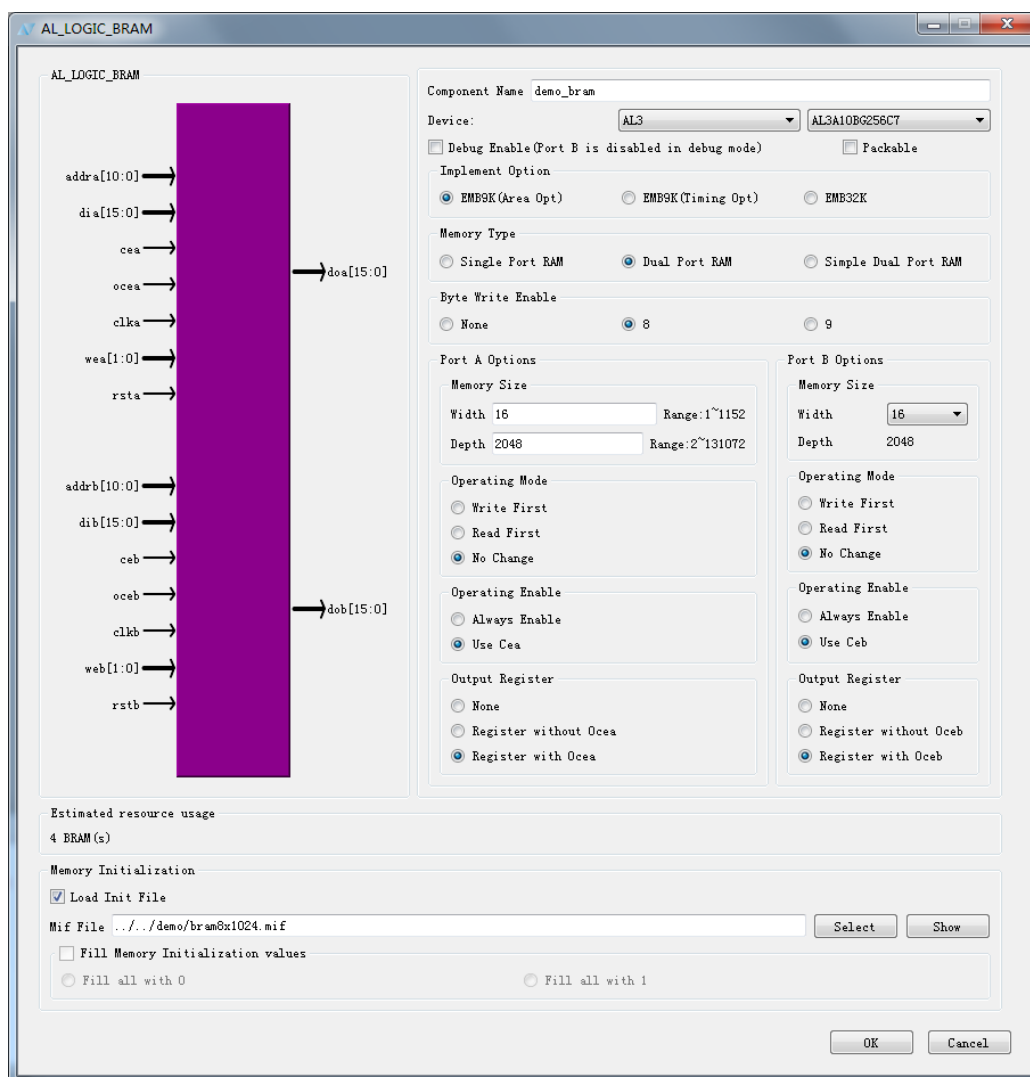 AL_LOGIC_BRAM
AL_LOGIC_BRAM
addra[10:0]
dia[15:0]
cea
ocea
clka
wea[1:0]
rsta
doa[15:0]
addrb[10:0]
dib[15:0]
ceb
oceb
clkb
web[1:0]
rstb
dob[15:0]
Component Name demo_bram
Device: AL3 AL3A10BG256C7
Debug Enable(Port B is disabled in debug mode) Packable
Implement Option
EMB9K(Area Opt) EMB9K(Timing Opt) EMB32K
Memory Type
Single Port RAM Dual Port RAM Simple Dual Port RAM
Byte Write Enable
None 8 9
Port A Options
Memory Size
Width 16 Range:1~1152
Depth 2048 Range:2~131072
Operating Mode
Write First
Read First
No Change
Operating Enable
Always Enable
Use Cea
Output Register
None
Register without Ocea
Register with Ocea
Port B Options
Memory Size
Width 16
Depth 2048
Operating Mode
Write First
Read First
No Change
Operating Enable
Always Enable
Use Ceb
Output Register
None
Register without Oceb
Register with Oceb
Estimated resource usage
4 BRAM(s)
Memory Initialization
Load Init File
Mif File ../../demo/bram8x1024.mif Select Show
Fill Memory Initialization values
Fill all with 0 Fill all with 1
OK Cancel